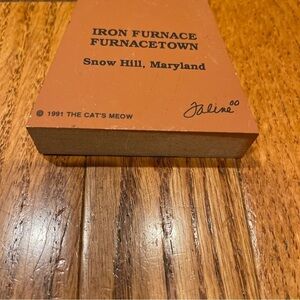 IRON FURNACE
FURNACETOWN
Snow Hill, Maryland
Faline
© 1991 THE CAT'S MEOW